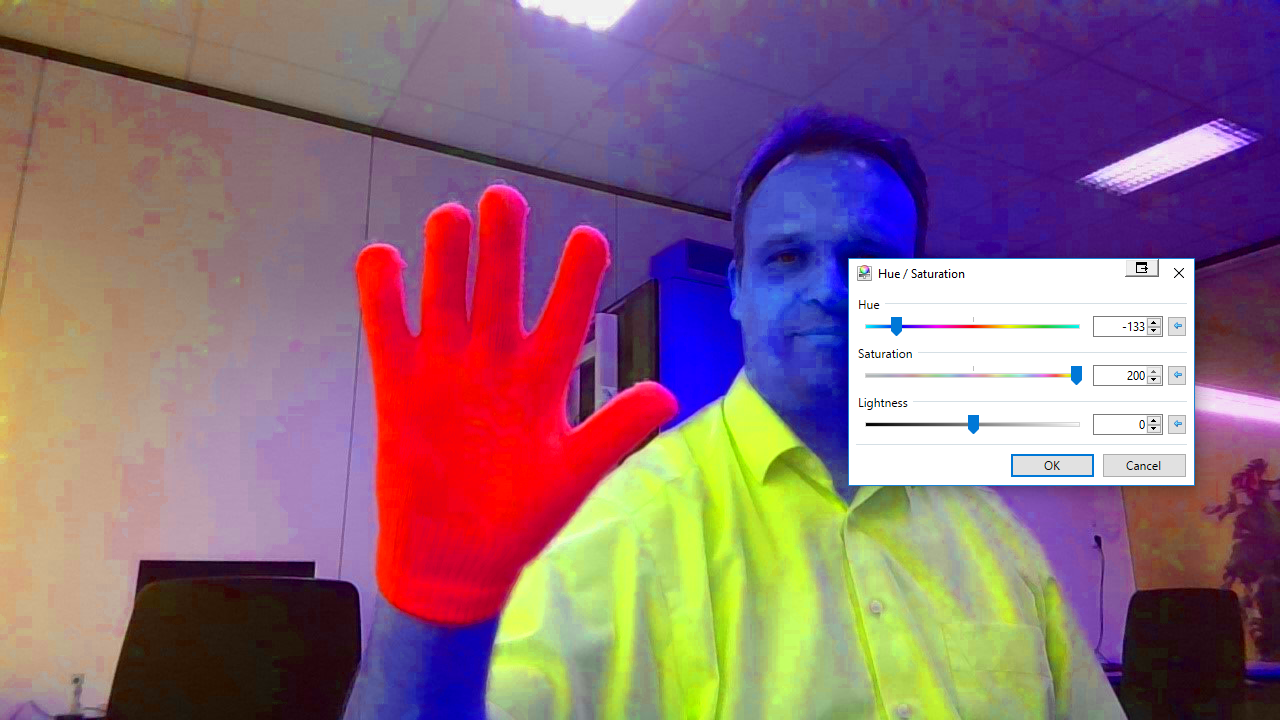 Hue / Saturation
Hue
-133
Saturation
200
Lightness
0
OK
Cancel